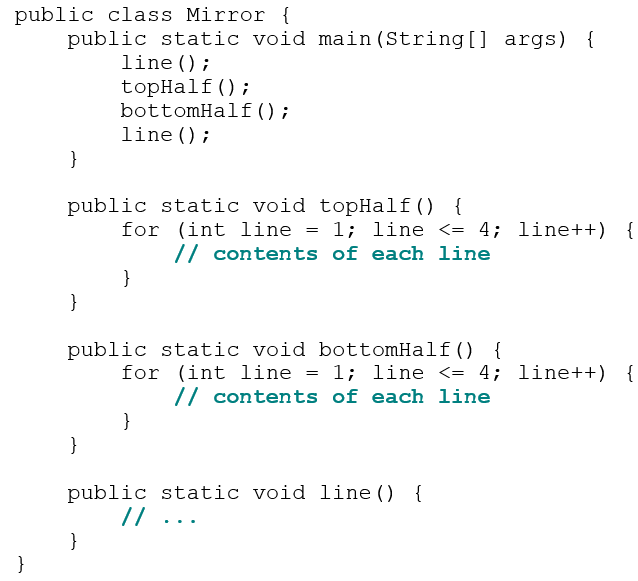 public class Mirror {
    public static void main(String[] args) {
        line();
        topHalf();
        bottomHalf();
        line();
    }

    public static void topHalf() {
        for (int line = 1; line <= 4; line++) {
            // contents of each line
        }
    }

    public static void bottomHalf() {
        for (int line = 1; line <= 4; line++) {
            // contents of each line
        }
    }

    public static void line() {
        // ...
    }
}